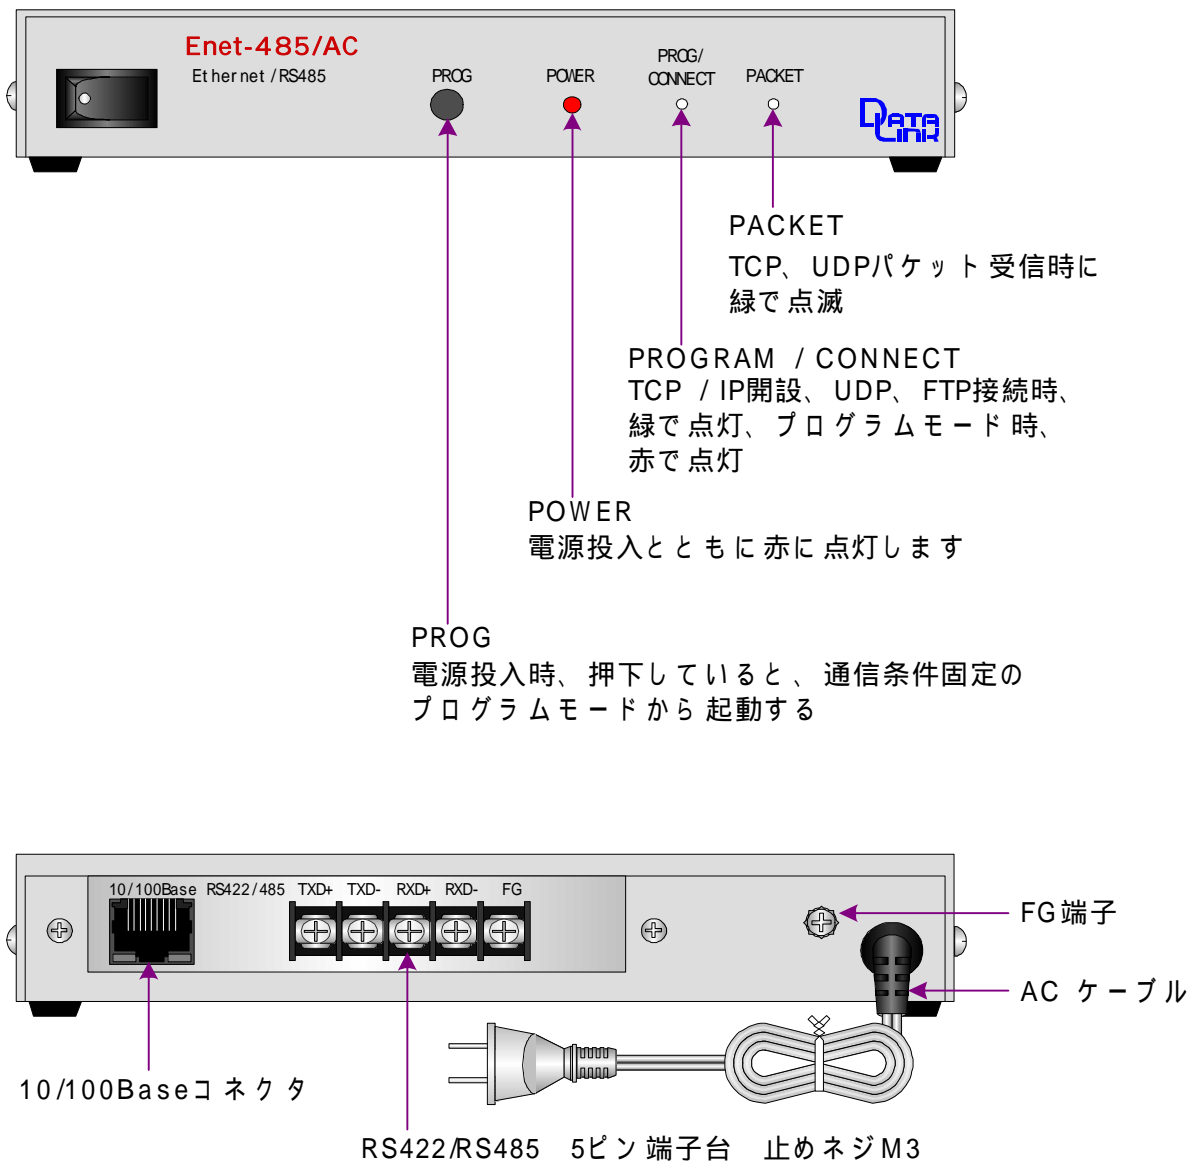 Enet-485/AC
Ethernet/RS485
PROG
POWER
PROG/
CONNECT
PACKET
DATA
LINK
PACKET
TCP、UDPパケット受信時に
緑で点滅
PROGRAM / CONNECT
TCP / IP開設、UDP、FTP接続時、
緑で点灯、プログラムモード時、
赤で点灯
POWER
電源投入とともに赤に点灯します
PROG
電源投入時、押下していると、通信条件固定の
プログラムモードから起動する
10/100Base RS422/485 TXD+ TXD- RXD+ RXD- FG
FG端子
AC ケーブル
10/100Baseコネクタ
RS422/RS485 5ピン端子台 止めネジM3